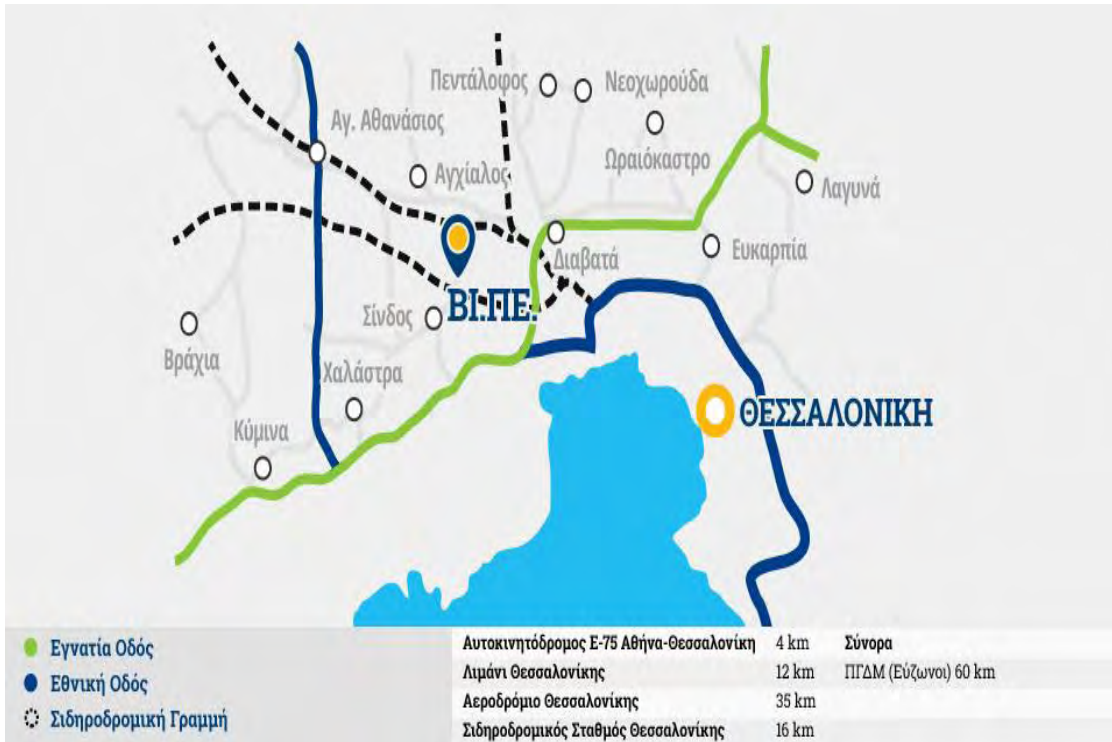 Πεντάλοφος
Νεοχωρούδα
Αγ. Αθανάσιος
Ωραιόκαστρο
Αγχίαλος
Λαγυνά
Διαβατά
Ευκαρπία
ΒΙ.ΠΕ.
Σίνδος
Βράχια
Χαλάστρα
ΘΕΣΣΑΛΟΝΙΚΗ
Κύμινα
Εγνατία Οδός
Εθνική Οδός
Σιδηροδρομική Γραμμή
Αυτοκινητόδρομος Ε-75 Αθήνα-Θεσσαλονίκη 4 km Σύνορα
Λιμάνι Θεσσαλονίκης 12 km ΠΓΔΜ (Εύζωνοι) 60 km
Αεροδρόμιο Θεσσαλονίκης 35 km
Σιδηροδρομικός Σταθμός Θεσσαλονίκης 16 km